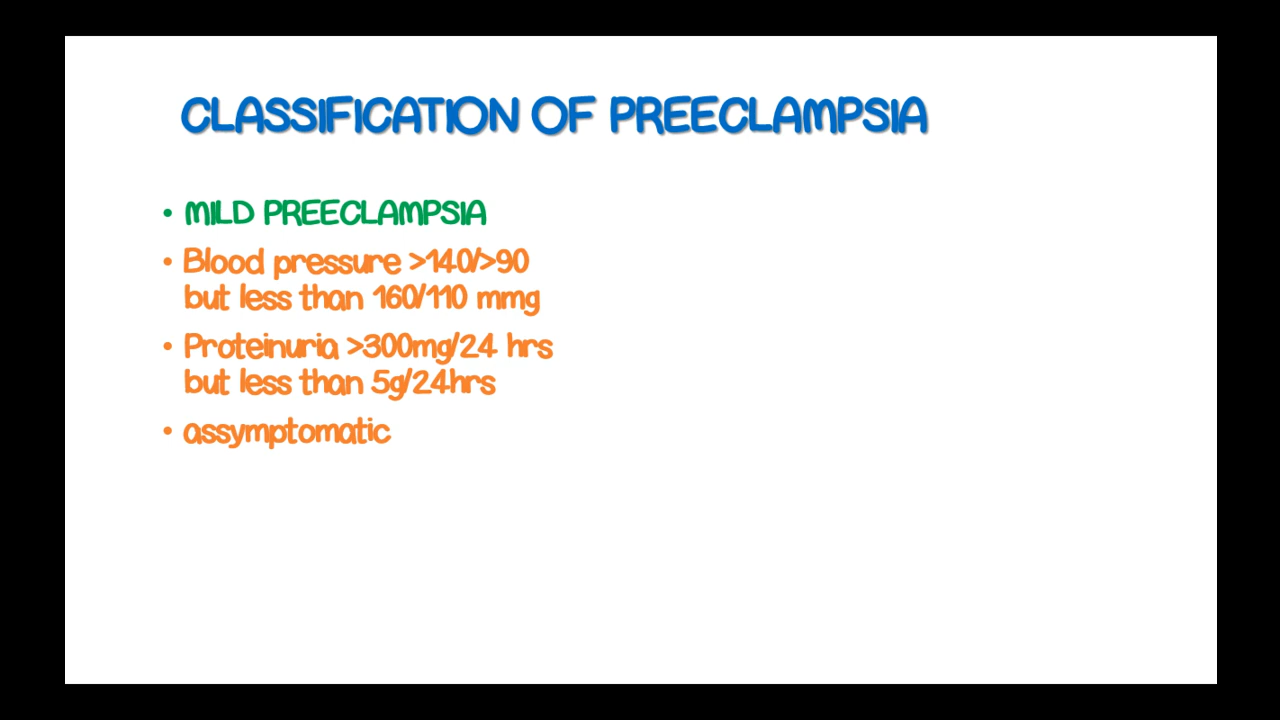 CLASSIFICATION OF PREECLAMPSIA
• MILD PREECLAMPSIA
• Blood pressure >140/>90
but less than 160/110 mmg
• Proteinuria >300mg/24 hrs
but less than 5g/24hrs
• assymptomatic